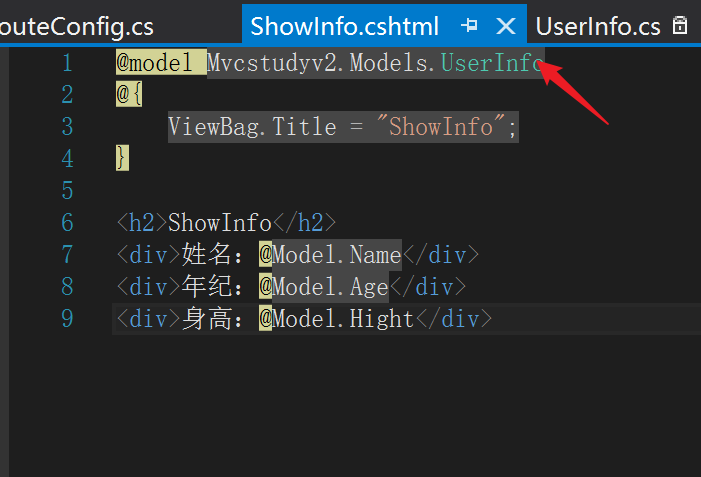 outeConfig.cs ShowInfo.cshtml UserInfo.cs
1 @model Mvcstudyv2.Models.UserInfo
2 @{
3 ViewBag.Title = "ShowInfo";
4 }
5
6 <h2>ShowInfo</h2>
7 <div>姓名：@Model.Name</div>
8 <div>年纪：@Model.Age</div>
9 <div>身高：@Model.Hight</div>